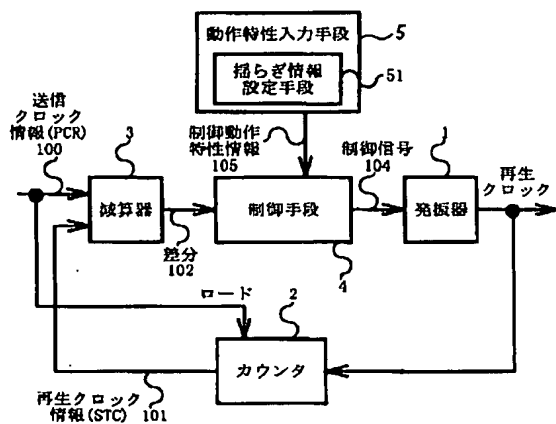 動作特性入力手段
5
揺らぎ情報
設定手段
51
送信
クロック
情報(PCR)
100
3
制御動作
特性情報
105
制御信号
104
1
再生
クロック
減算器
差分
102
制御手段
4
発振器
ロード
2
カウンタ
再生クロック
情報(STC)
101